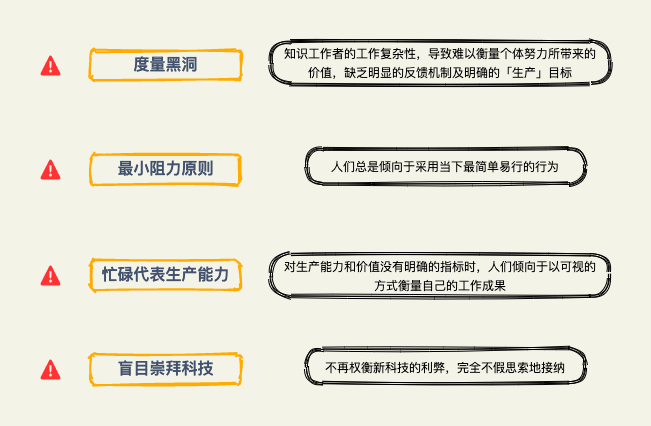 度量黑洞
知识工作者的工作复杂性，导致难以衡量个体努力所带来的
价值，缺乏明显的反馈机制及明确的「生产」目标
最小阻力原则
人们总是倾向于采用当下最简单易行的行为
忙碌代表生产能力
对生产能力和价值没有明确的指标时，人们倾向于以可视的
方式衡量自己的工作成果
盲目崇拜科技
不再权衡新科技的利弊，完全不假思索地接纳